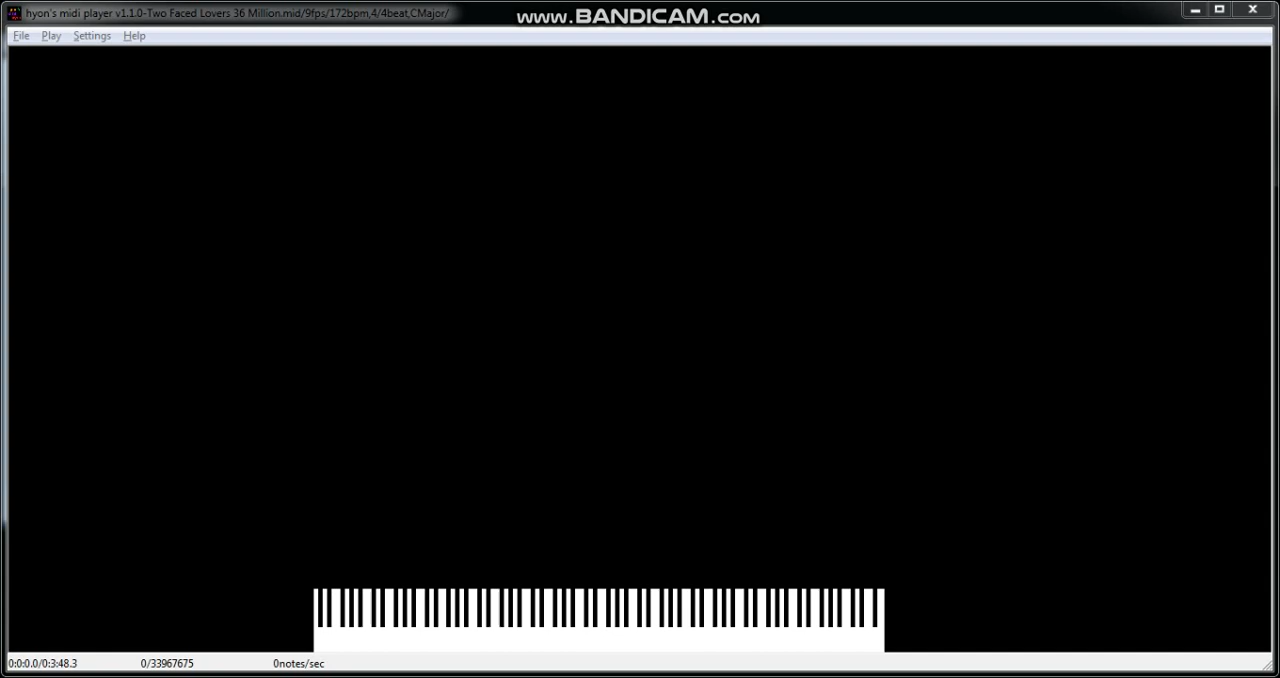 hyon's midi player v1.1.0-Two Faced Lovers 36 Million.mid/9fps/172bpm,4/4beat,CMajor/
www.BANDICAM.com
File Play Settings Help
0:0:0.0/0:3:48.3 0/33967675 0notes/sec